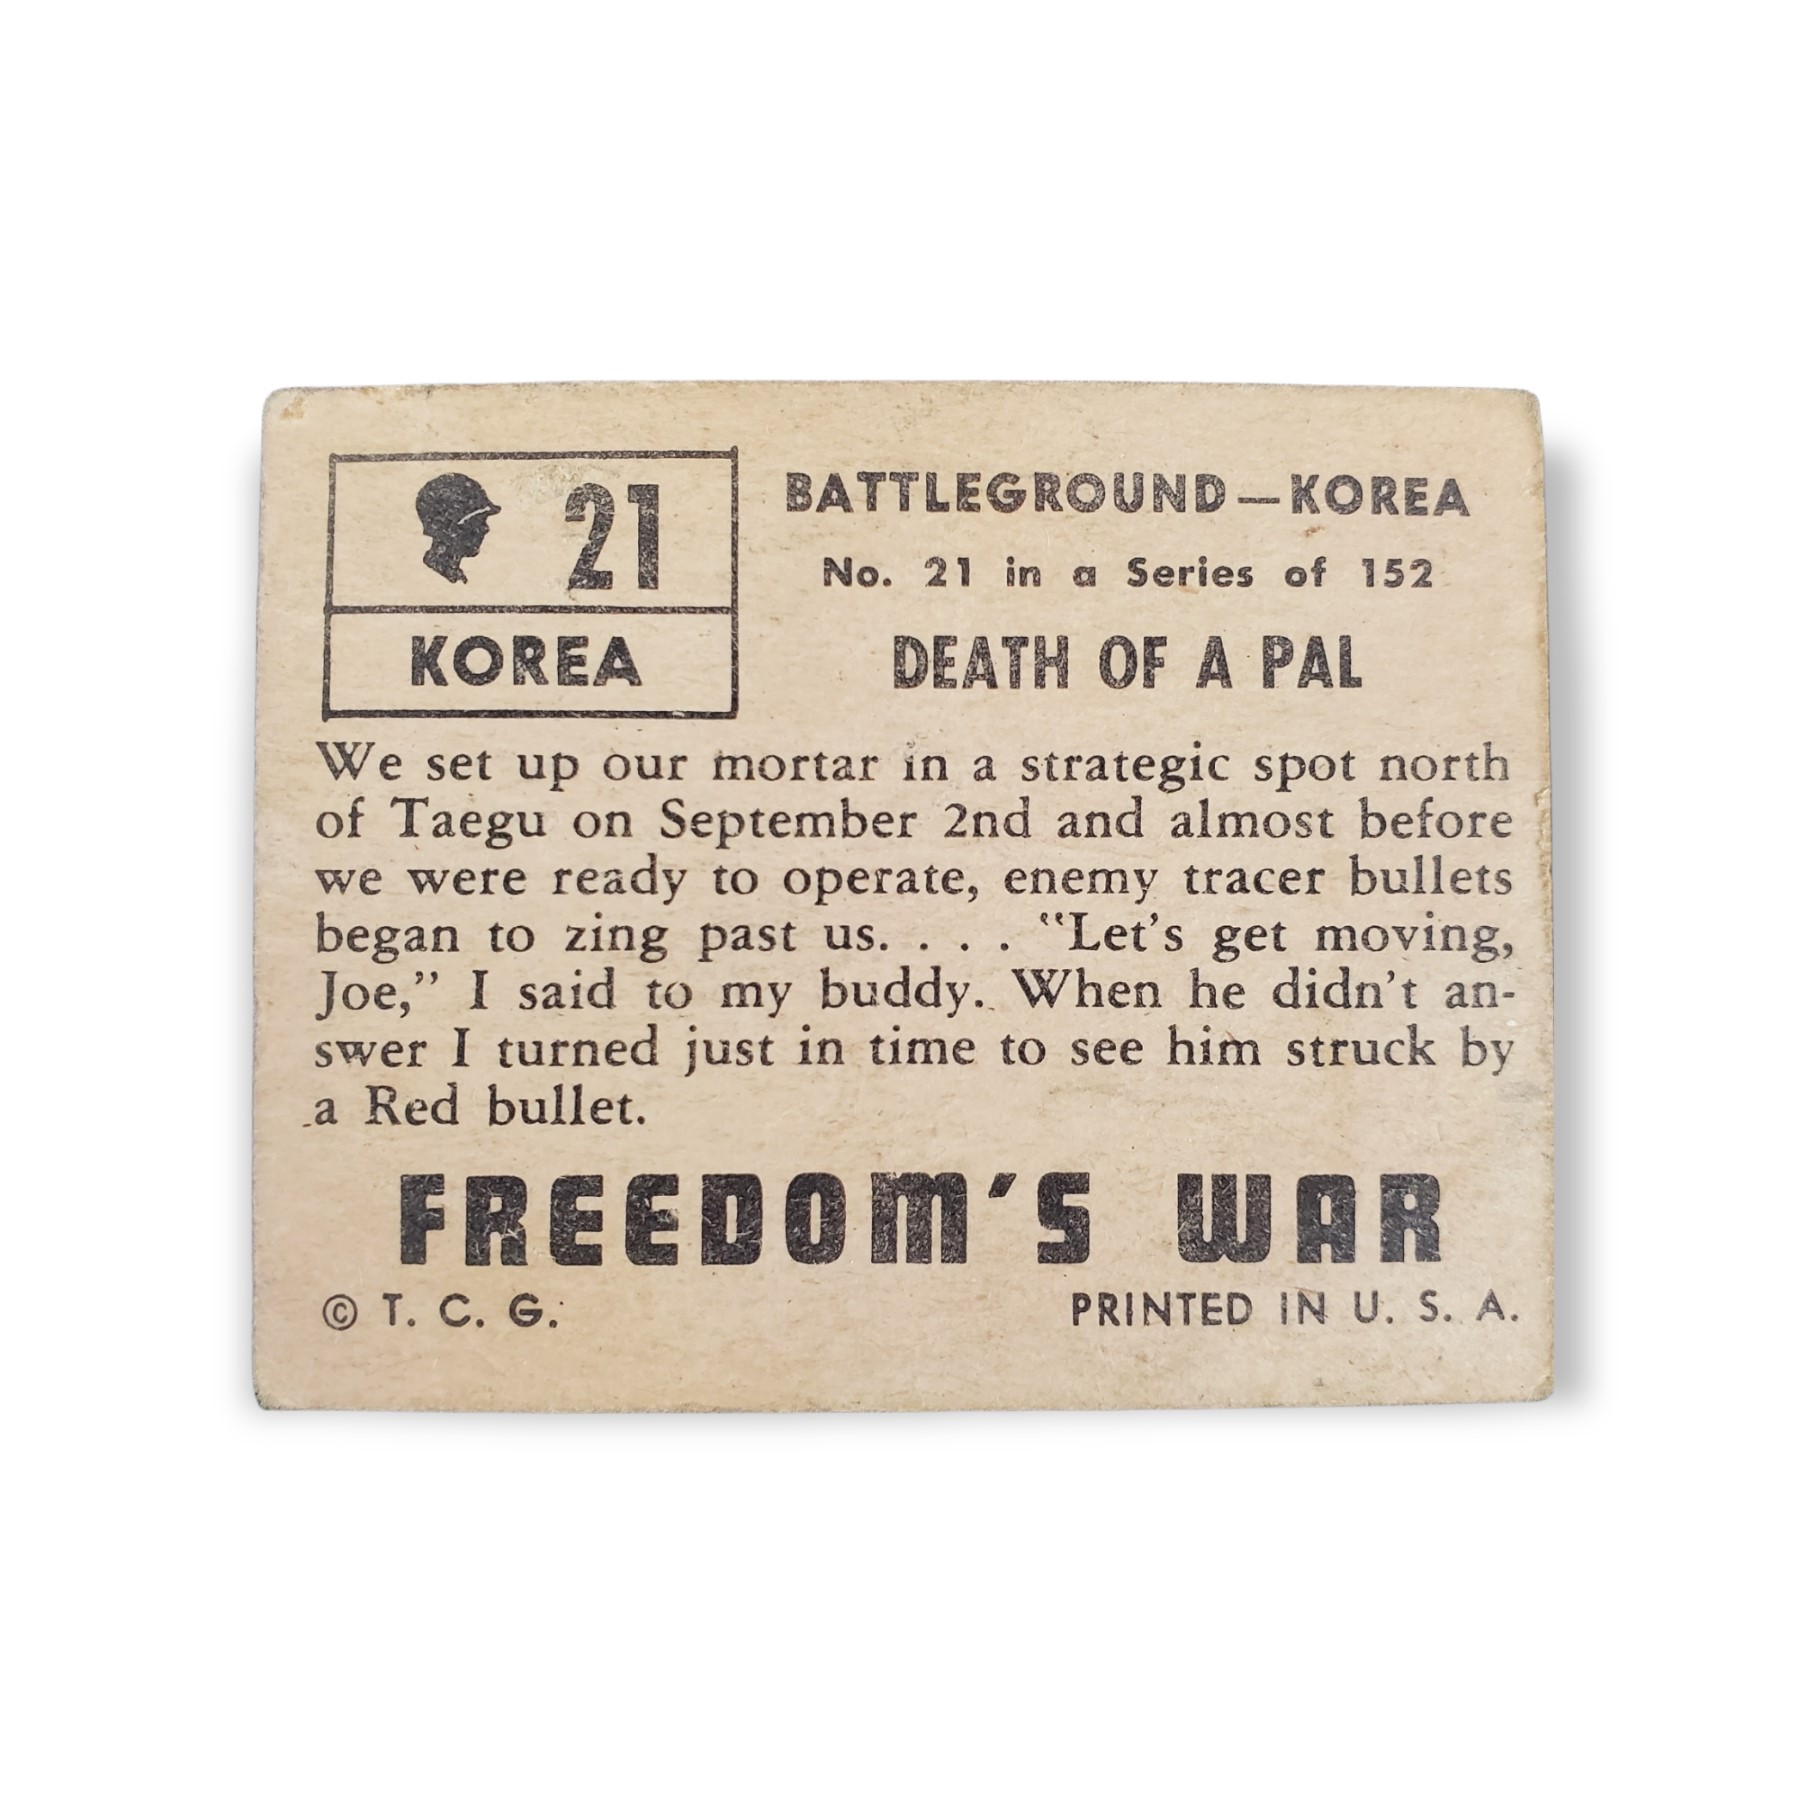 21
KOREA
BATTLEGROUND—KOREA
No. 21 in a Series of 152
DEATH OF A PAL
We set up our mortar in a strategic spot north
of Taegu on September 2nd and almost before
we were ready to operate, enemy tracer bullets
began to zing past us. . . . "Let's get moving,
Joe," I said to my buddy. When he didn't an-
swer I turned just in time to see him struck by
a Red bullet.
FREEDOM'S WAR
© T. C. G.
PRINTED IN U. S. A.